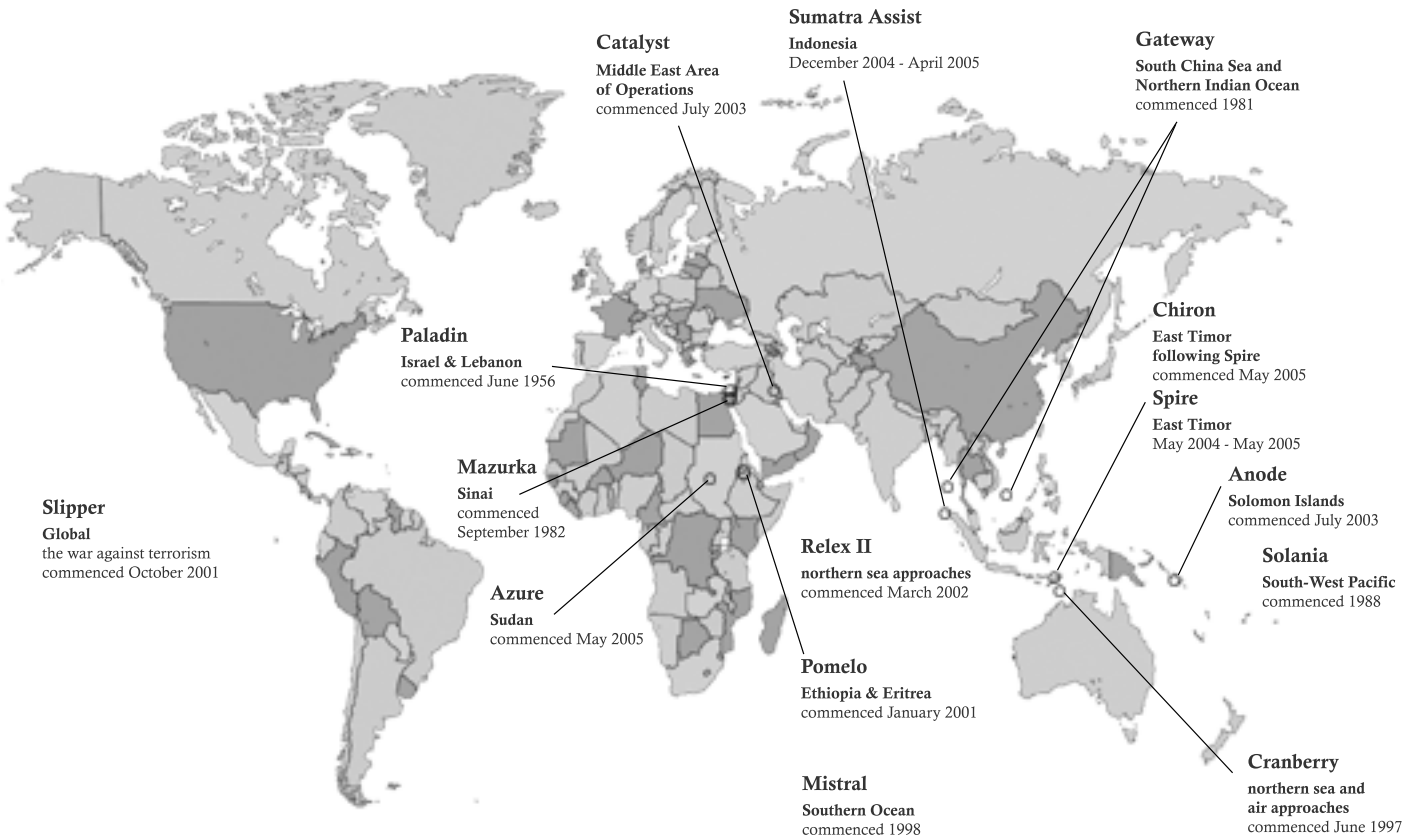 Sumatra Assist
Indonesia
December 2004 - April 2005
Catalyst
Middle East Area
of Operations
commenced July 2003
Gateway
South China Sea and
Northern Indian Ocean
commenced 1981
Paladin
Israel & Lebanon
commenced June 1956
Chiron
East Timor
following Spire
commenced May 2005
Spire
East Timor
May 2004 - May 2005
Mazurka
Sinai
commenced
September 1982
Anode
Solomon Islands
commenced July 2003
Slipper
Global
the war against terrorism
commenced October 2001
Relex II
northern sea approaches
commenced March 2002
Solania
South-West Pacific
commenced 1988
Azure
Sudan
commenced May 2005
Pomelo
Ethiopia & Eritrea
commenced January 2001
Cranberry
northern sea and
air approaches
commenced June 1997
Mistral
Southern Ocean
commenced 1998